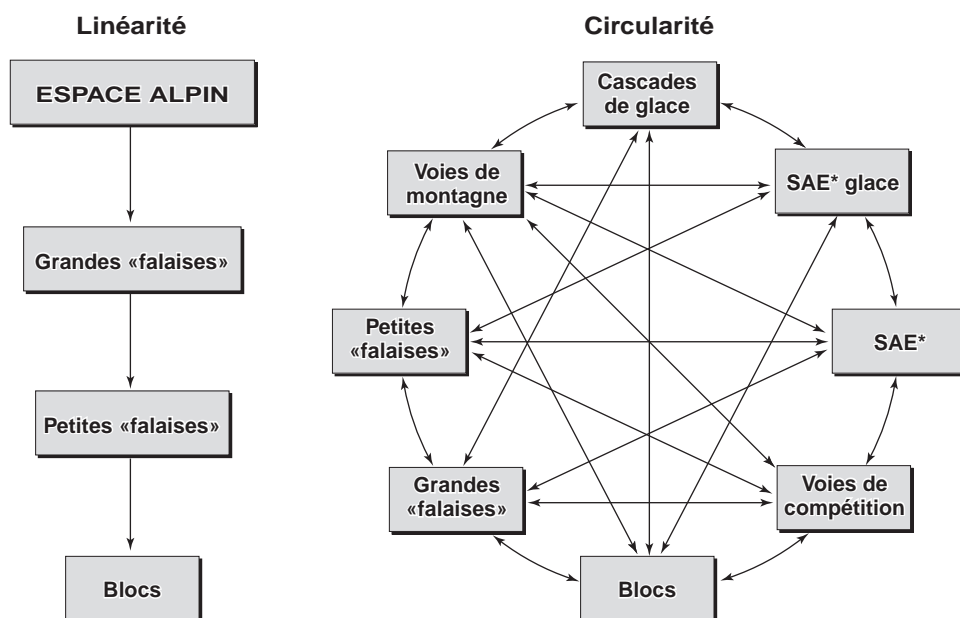 Linéarité
ESPACE ALPIN
Grandes «falaises»
Petites «falaises»
Blocs
Circularité
Cascades
de glace
Voies de
montagne
SAE* glace
Petites
«falaises»
SAE*
Grandes
«falaises»
Voies de
compétition
Blocs